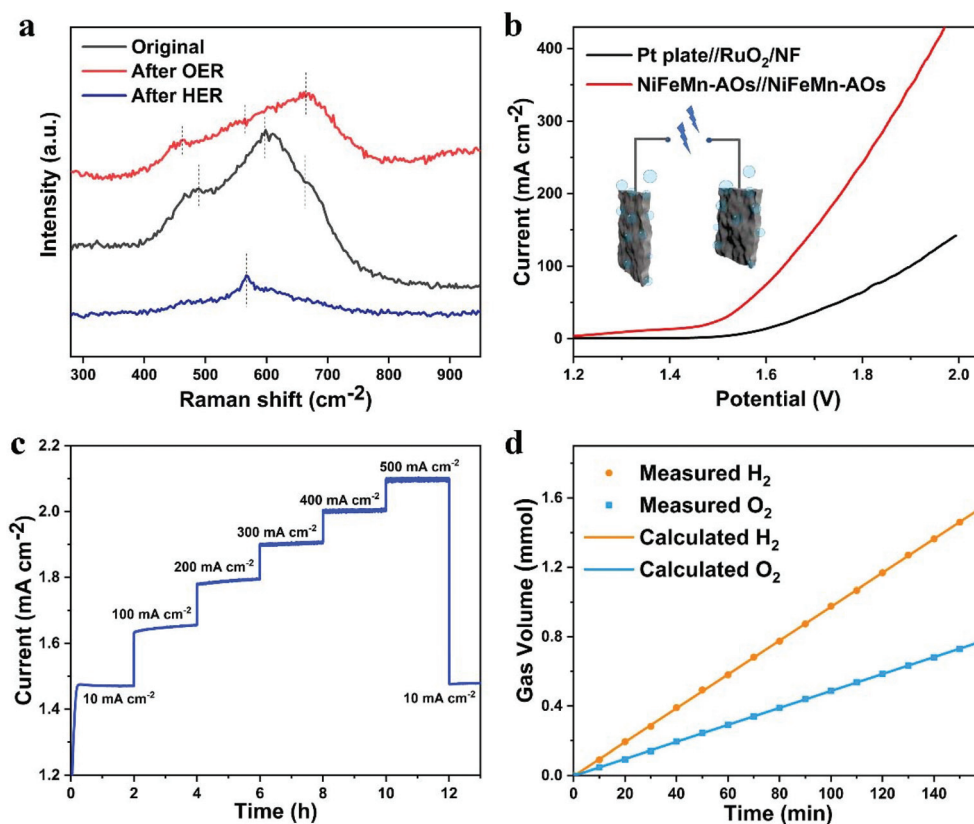 a
Original
After OER
After HER
Intensity (a.u.)
300 400 500 600 700 800 900
Raman shift (cm-2)
b
Pt plate//RuO2/NF
NiFeMn-AOs//NiFeMn-AOs
Current (mA cm-2)
400
350
300
250
200
150
100
50
0
1.2 1.4 1.6 1.8 2.0
Potential (V)
c
Current (mA cm-2)
2.2
2.0
1.8
1.6
1.4
1.2
10 mA cm-2
100 mA cm-2
200 mA cm-2
300 mA cm-2
400 mA cm-2
500 mA cm-2
10 mA cm-2
0 2 4 6 8 10 12
Time (h)
d
Measured H2
Measured O2
Calculated H2
Calculated O2
Gas Volume (mmol)
1.6
1.2
0.8
0.4
0.0
0 20 40 60 80 100 120 140
Time (min)